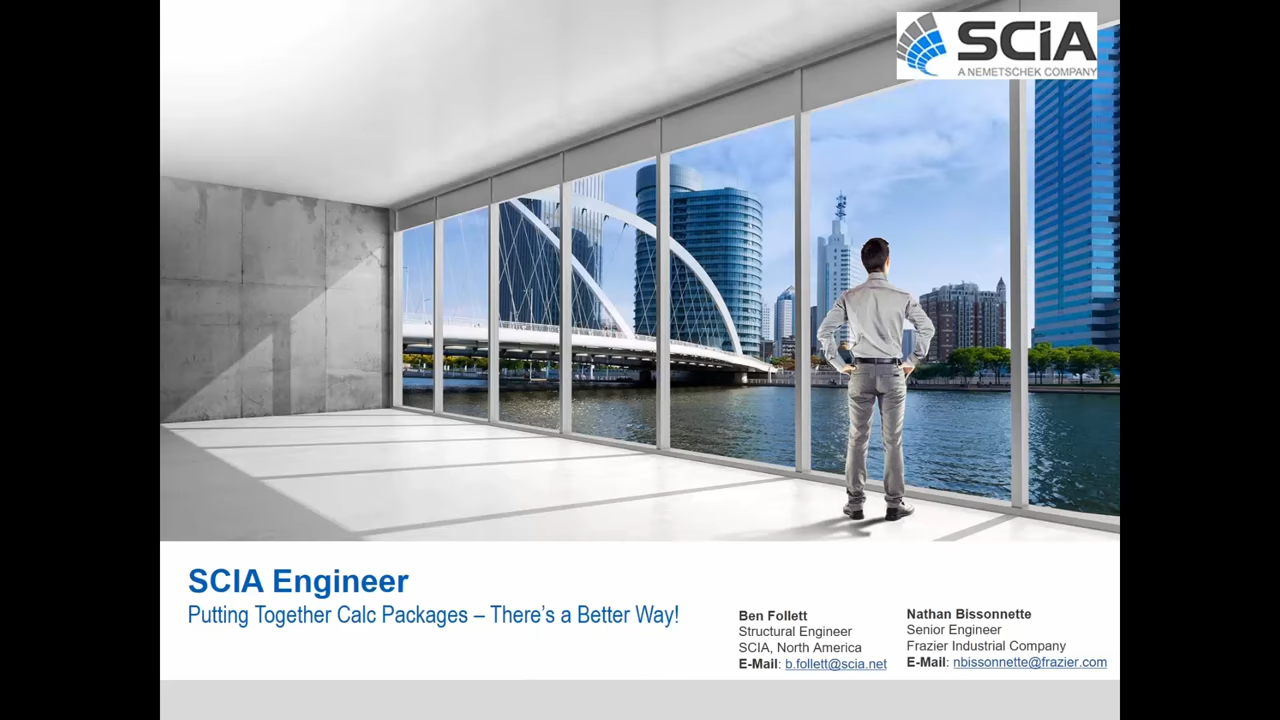 SCiA
A NEMETSCHEK COMPANY
SCIA Engineer
Putting Together Calc Packages – There's a Better Way!
Ben Follett
Structural Engineer
SCIA, North America
E-Mail: b.follett@scia.net
Nathan Bissonnette
Senior Engineer
Frazier Industrial Company
E-Mail: nbissonnette@frazier.com